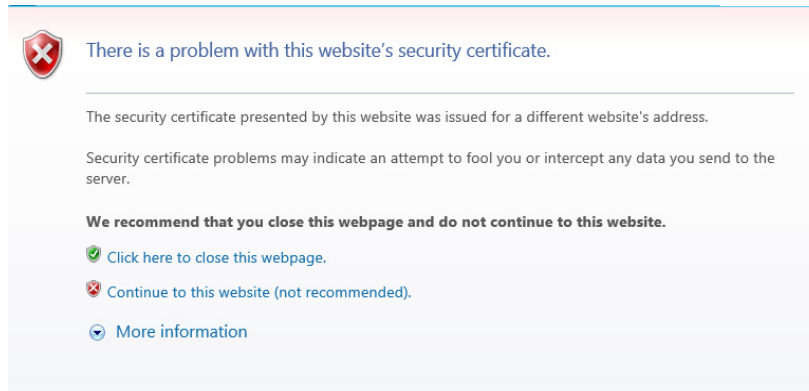 There is a problem with this website's security certificate.
The security certificate presented by this website was issued for a different website's address.
Security certificate problems may indicate an attempt to fool you or intercept any data you send to the
server.
We recommend that you close this webpage and do not continue to this website.
Click here to close this webpage.
Continue to this website (not recommended).
More information